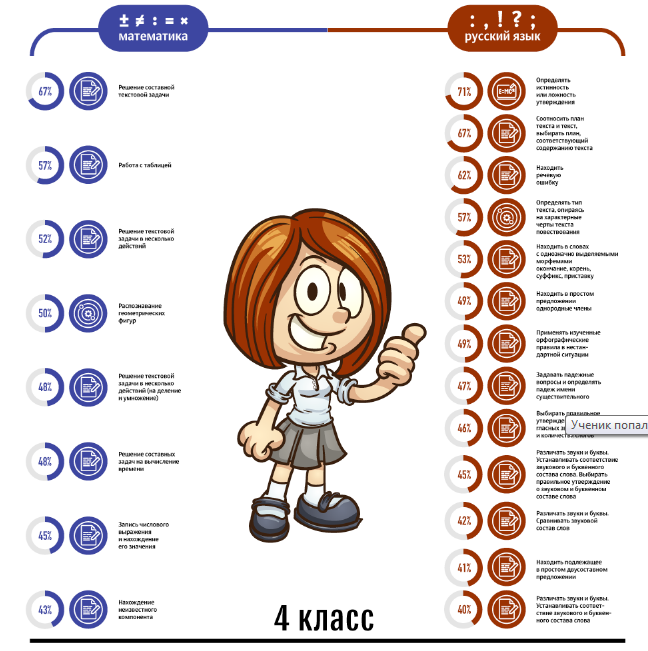 ± ≠ : = ×
математика
: , ! ? ;
русский язык
67%
Решение составной
текстовой задачи
57%
Работа с таблицей
52%
Решение текстовой
задачи в несколько
действий
50%
Распознавание
геометрических
фигур
48%
Решение текстовой
задачи в несколько
действий (на деление
и умножение)
48%
Решение составных
задач на вычисление
времени
45%
Запись числового
выражения
и нахождение
его значения
43%
Нахождение
неизвестного
компонента
71%
E=MC²
Определять
истинность
или ложность
утверждения
67%
Соотносить план
текста и текст,
выбирать план,
соответствующий
содержанию текста
62%
Находить
речевую
ошибку
57%
Определять тип
текста, опираясь
на характерные
черты текста
повествования
53%
Находить в словах
с однозначно выделяемыми
морфемами
окончание, корень,
суффикс, приставку
49%
Находить в простом
предложении
однородные члены
49%
Применять изученные
орфографические
правила в нестан-
дартной ситуации
47%
Задавать падежные
вопросы и определять
падеж имени
существительного
46%
Выбирать правильное
Ученик попал
45%
Различать звуки и буквы.
Устанавливать соответствие
звукового и буквенного
состава слова. Выбирать
правильное утверждение
о звуковом и буквенном
составе слова
42%
Различать звуки и буквы.
Сравнивать звуковой
состав слов
41%
Находить подлежащее
в простом двусоставном
предложении
40%
Различать звуки и буквы.
Устанавливать соответ-
ствие звукового и буквен-
ного состава слова
4 класс